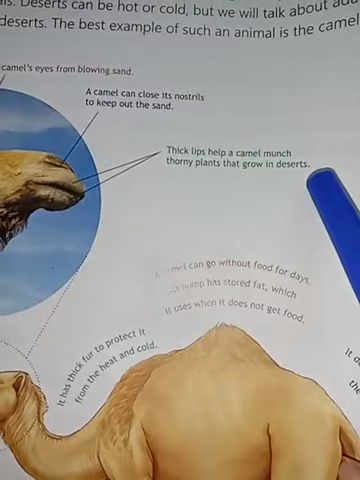 ls. Deserts can be hot or cold, but we will talk about
deserts. The best example of such an animal is the camel
camel's eyes from blowing sand.
A camel can close its nostrils
to keep out the sand.
Thick lips help a camel munch
thorny plants that grow in deserts.
camel can go without food for days.
hump has stored fat, which
it uses when it does not get food.
It has thick fur to protect it
from the heat and cold.
It
the